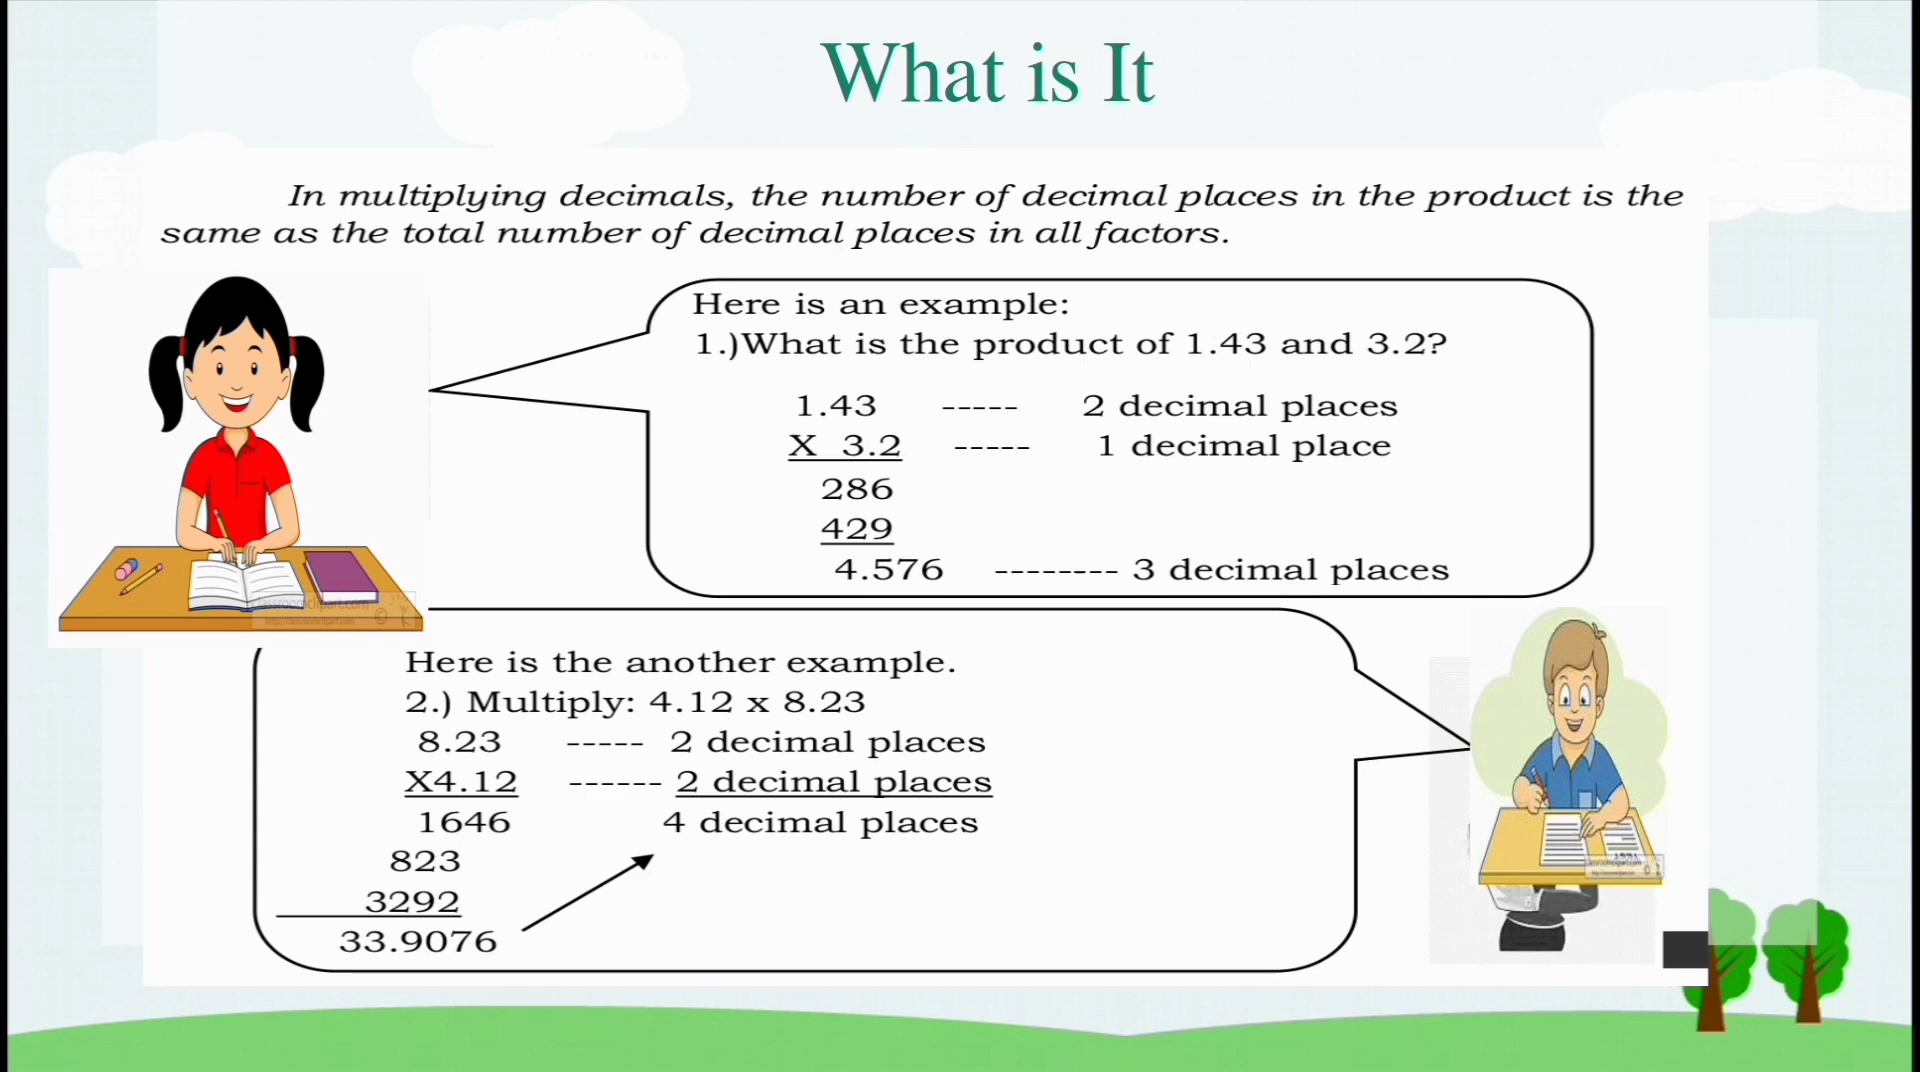 What is It
In multiplying decimals, the number of decimal places in the product is the
same as the total number of decimal places in all factors.
Here is an example:
1.)What is the product of 1.43 and 3.2?
1.43 ----- 2 decimal places
X 3.2 ----- 1 decimal place
286
429
4.576 -------- 3 decimal places
Here is the another example.
2.) Multiply: 4.12 x 8.23
8.23 ----- 2 decimal places
X4.12 ------ 2 decimal places
1646 4 decimal places
823
3292
33.9076